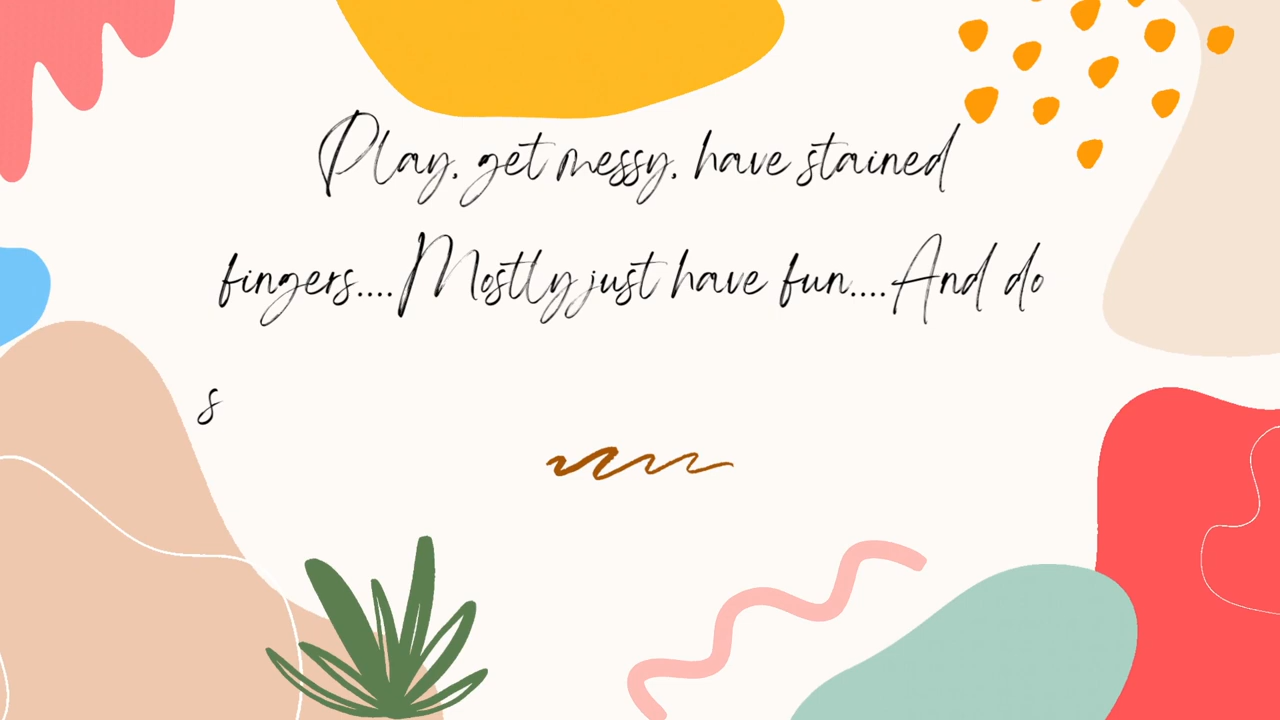 Play, get messy, have stained
fingers....Mostly just have fun....And do
s